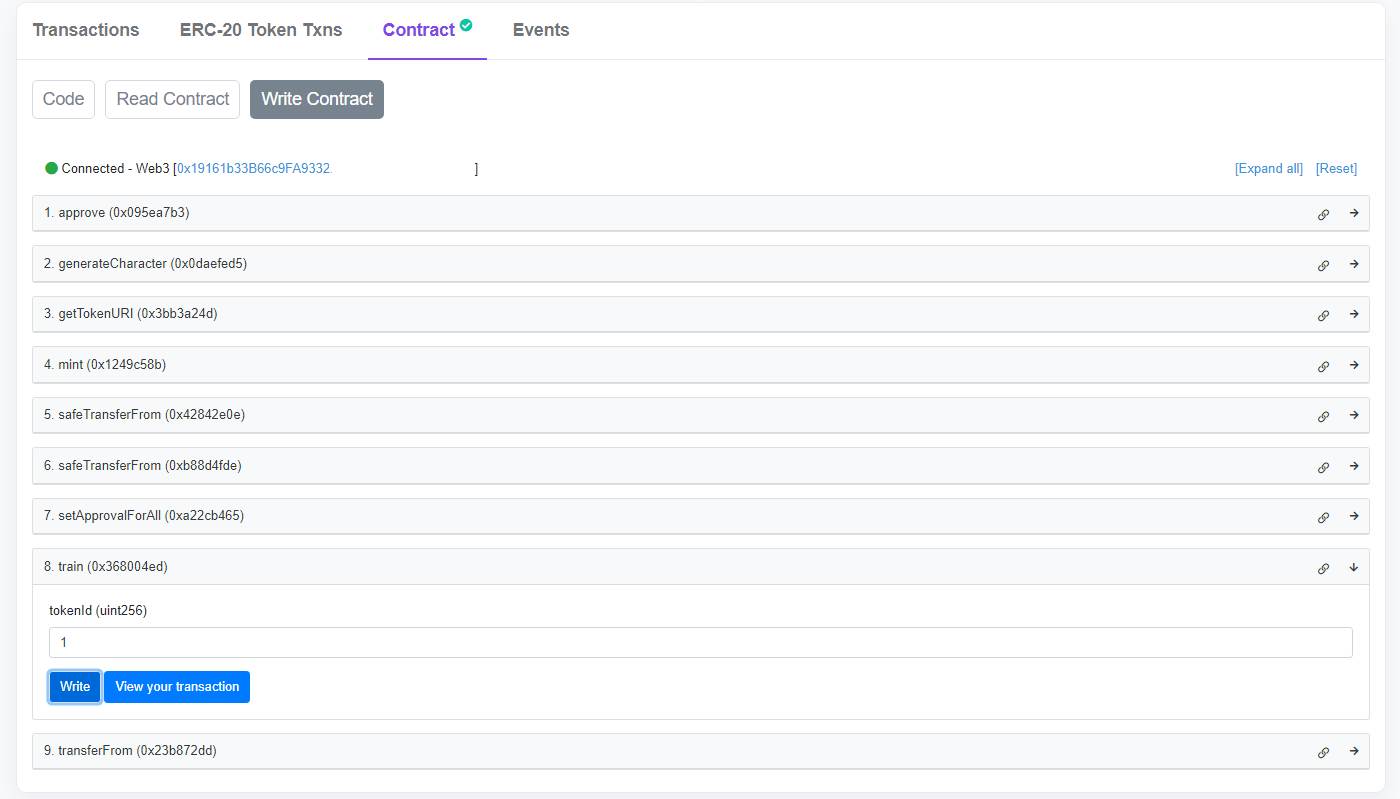 Transactions ERC-20 Token Txns Contract Events
Code Read Contract Write Contract
Connected - Web3 [0x19161b33B66c9FA9332. ] [Expand all] [Reset]
1. approve (0x095ea7b3)
2. generateCharacter (0x0daefed5)
3. getTokenURI (0x3bb3a24d)
4. mint (0x1249c58b)
5. safeTransferFrom (0x42842e0e)
6. safeTransferFrom (0xb88d4fde)
7. setApprovalForAll (0xa22cb465)
8. train (0x368004ed)
tokenId (uint256)
1
Write View your transaction
9. transferFrom (0x23b872dd)